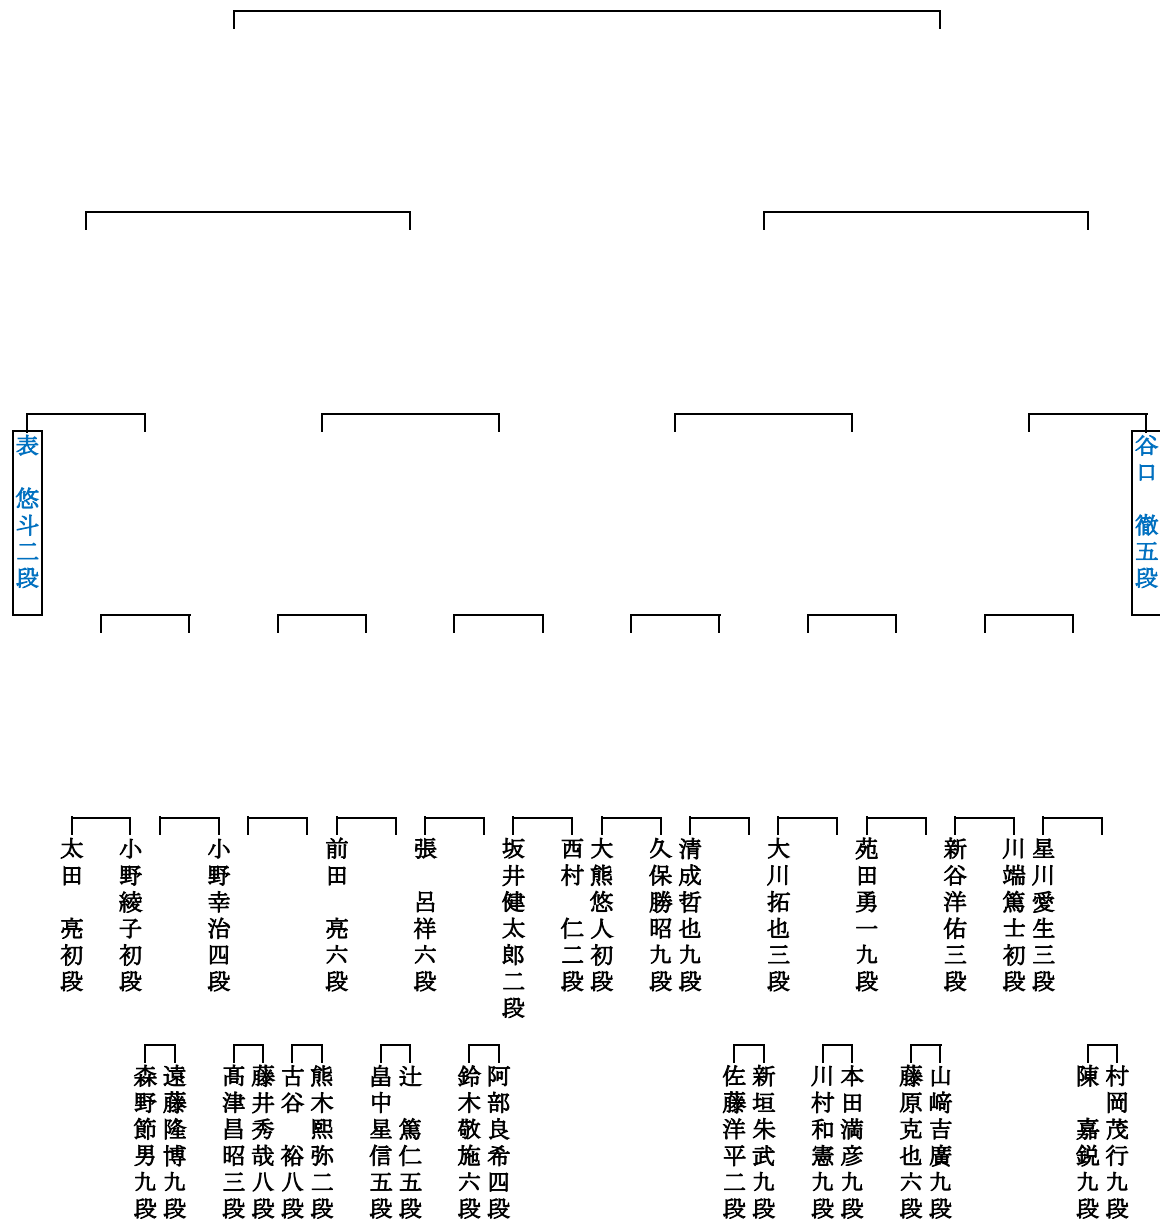 表　悠斗二段
谷口　徹五段
太田　亮初段
小野綾子初段
小野幸治四段
前田　亮六段
張　呂祥六段
坂井健太郎二段
西村　仁二段
大熊悠人初段
久保勝昭九段
清成哲也九段
大川拓也三段
苑田勇一九段
新谷洋佑三段
川端篤士初段
星川愛生三段
森野節男九段
遠藤隆博九段
髙津昌昭三段
藤井秀哉八段
古谷　裕八段
熊木熙弥二段
畠中星信五段
辻　篤仁五段
鈴木敬施六段
阿部良希四段
佐藤洋平二段
新垣朱武九段
川村和憲九段
本田満彦九段
藤原克也六段
山﨑吉廣九段
陳　嘉鋭九段
村岡茂行九段